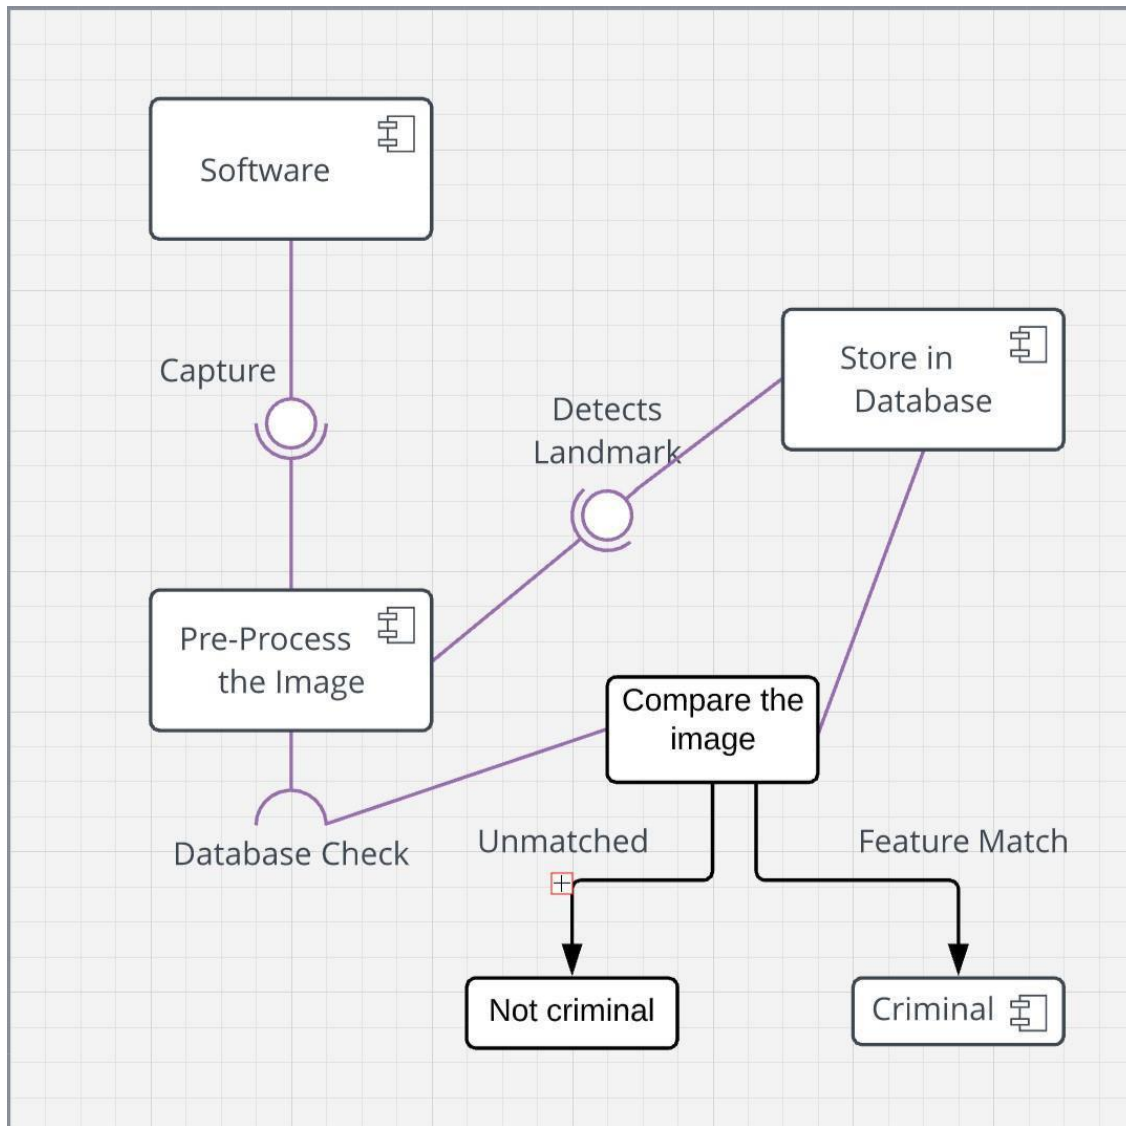 Software
Capture
Store in
Database
Detects
Landmark
Pre-Process
the Image
Compare the
image
Database Check
Unmatched
Feature Match
Not criminal
Criminal